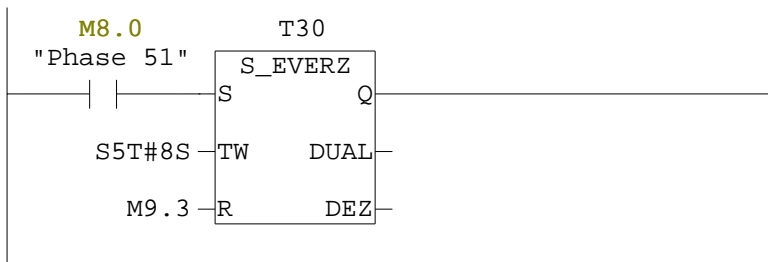 M8.0 T30
"Phase 51" S_EVERZ
S Q
S5T#8S TW DUAL
M9.3 R DEZ